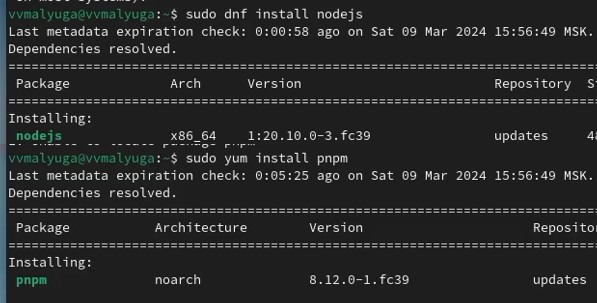 vvmalyuga@vvmalyuga:~$ sudo dnf install nodejs
Last metadata expiration check: 0:00:58 ago on Sat 09 Mar 2024 15:56:49 MSK.
Dependencies resolved.
================================================================================
Package Arch Version Repository
================================================================================
Installing:
nodejs x86_64 1:20.10.0-3.fc39 updates
vvmalyuga@vvmalyuga:~$ sudo yum install pnpm
Last metadata expiration check: 0:05:25 ago on Sat 09 Mar 2024 15:56:49 MSK.
Dependencies resolved.
================================================================================
Package Architecture Version Reposito
================================================================================
Installing:
pnpm noarch 8.12.0-1.fc39 updates